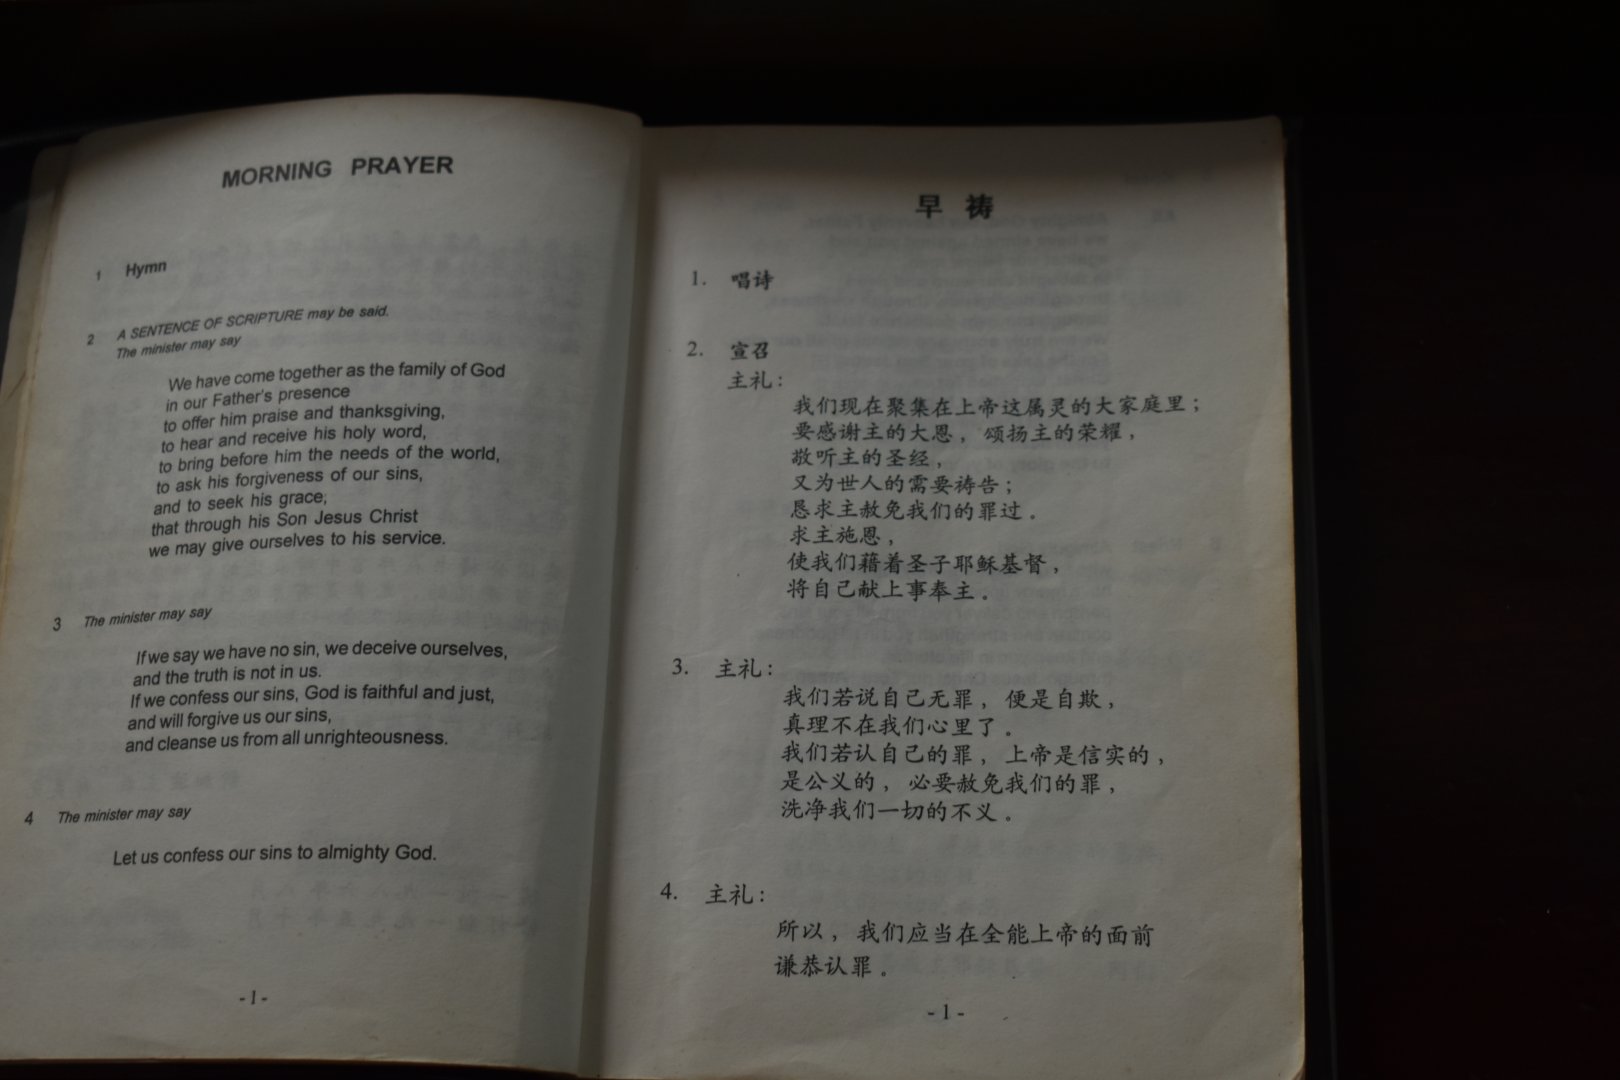 MORNING PRAYER
1 Hymn
2 A SENTENCE OF SCRIPTURE may be said.
The minister may say
We have come together as the family of God
in our Father's presence
to offer him praise and thanksgiving,
to hear and receive his holy word,
to bring before him the needs of the world,
to ask his forgiveness of our sins,
and to seek his grace;
that through his Son Jesus Christ
we may give ourselves to his service.
3 The minister may say
If we say we have no sin, we deceive ourselves,
and the truth is not in us.
If we confess our sins, God is faithful and just,
and will forgive us our sins,
and cleanse us from all unrighteousness.
4 The minister may say
Let us confess our sins to almighty God.
- 1 -
早 祷
1. 唱诗
2. 宣召
主礼：
我们现在聚集在上帝这属灵的大家庭里；
要感谢主的大恩，颂扬主的荣耀，
敬听主的圣经，
又为世人的需要祷告；
恳求主赦免我们的罪过。
求主施恩，
使我们藉着圣子耶稣基督，
将自己献上事奉主。
3. 主礼：
我们若说自己无罪，便是自欺，
真理不在我们心里了。
我们若认自己的罪，上帝是信实的，
是公义的，必要赦免我们的罪，
洗净我们一切的不义。
4. 主礼：
所以，我们应当在全能上帝的面前
谦恭认罪。
- 1 -